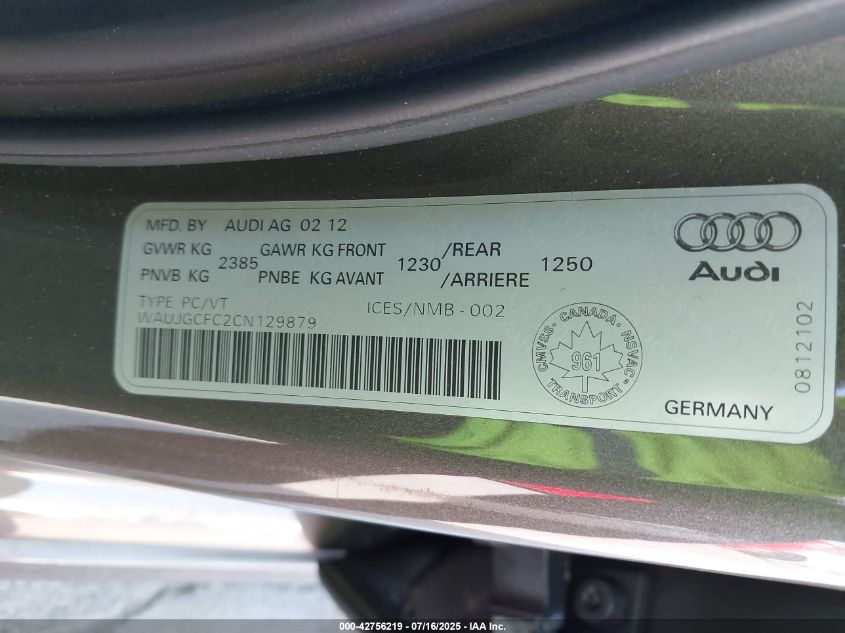 MFD. BY AUDI AG 02 12
GVWR KG 2385 GAWR KG FRONT 1230 /REAR 1250
PNVB KG PNBE KG AVANT /ARRIERE
TYPE PC/VT ICES/NMB - 002
WAUJGCFC2CN129879
CMVSS - CANADA - NSVAC
961
TRANSPORT
Audi
0812102
GERMANY
000-42756219 - 07/16/2025 - IAA Inc.